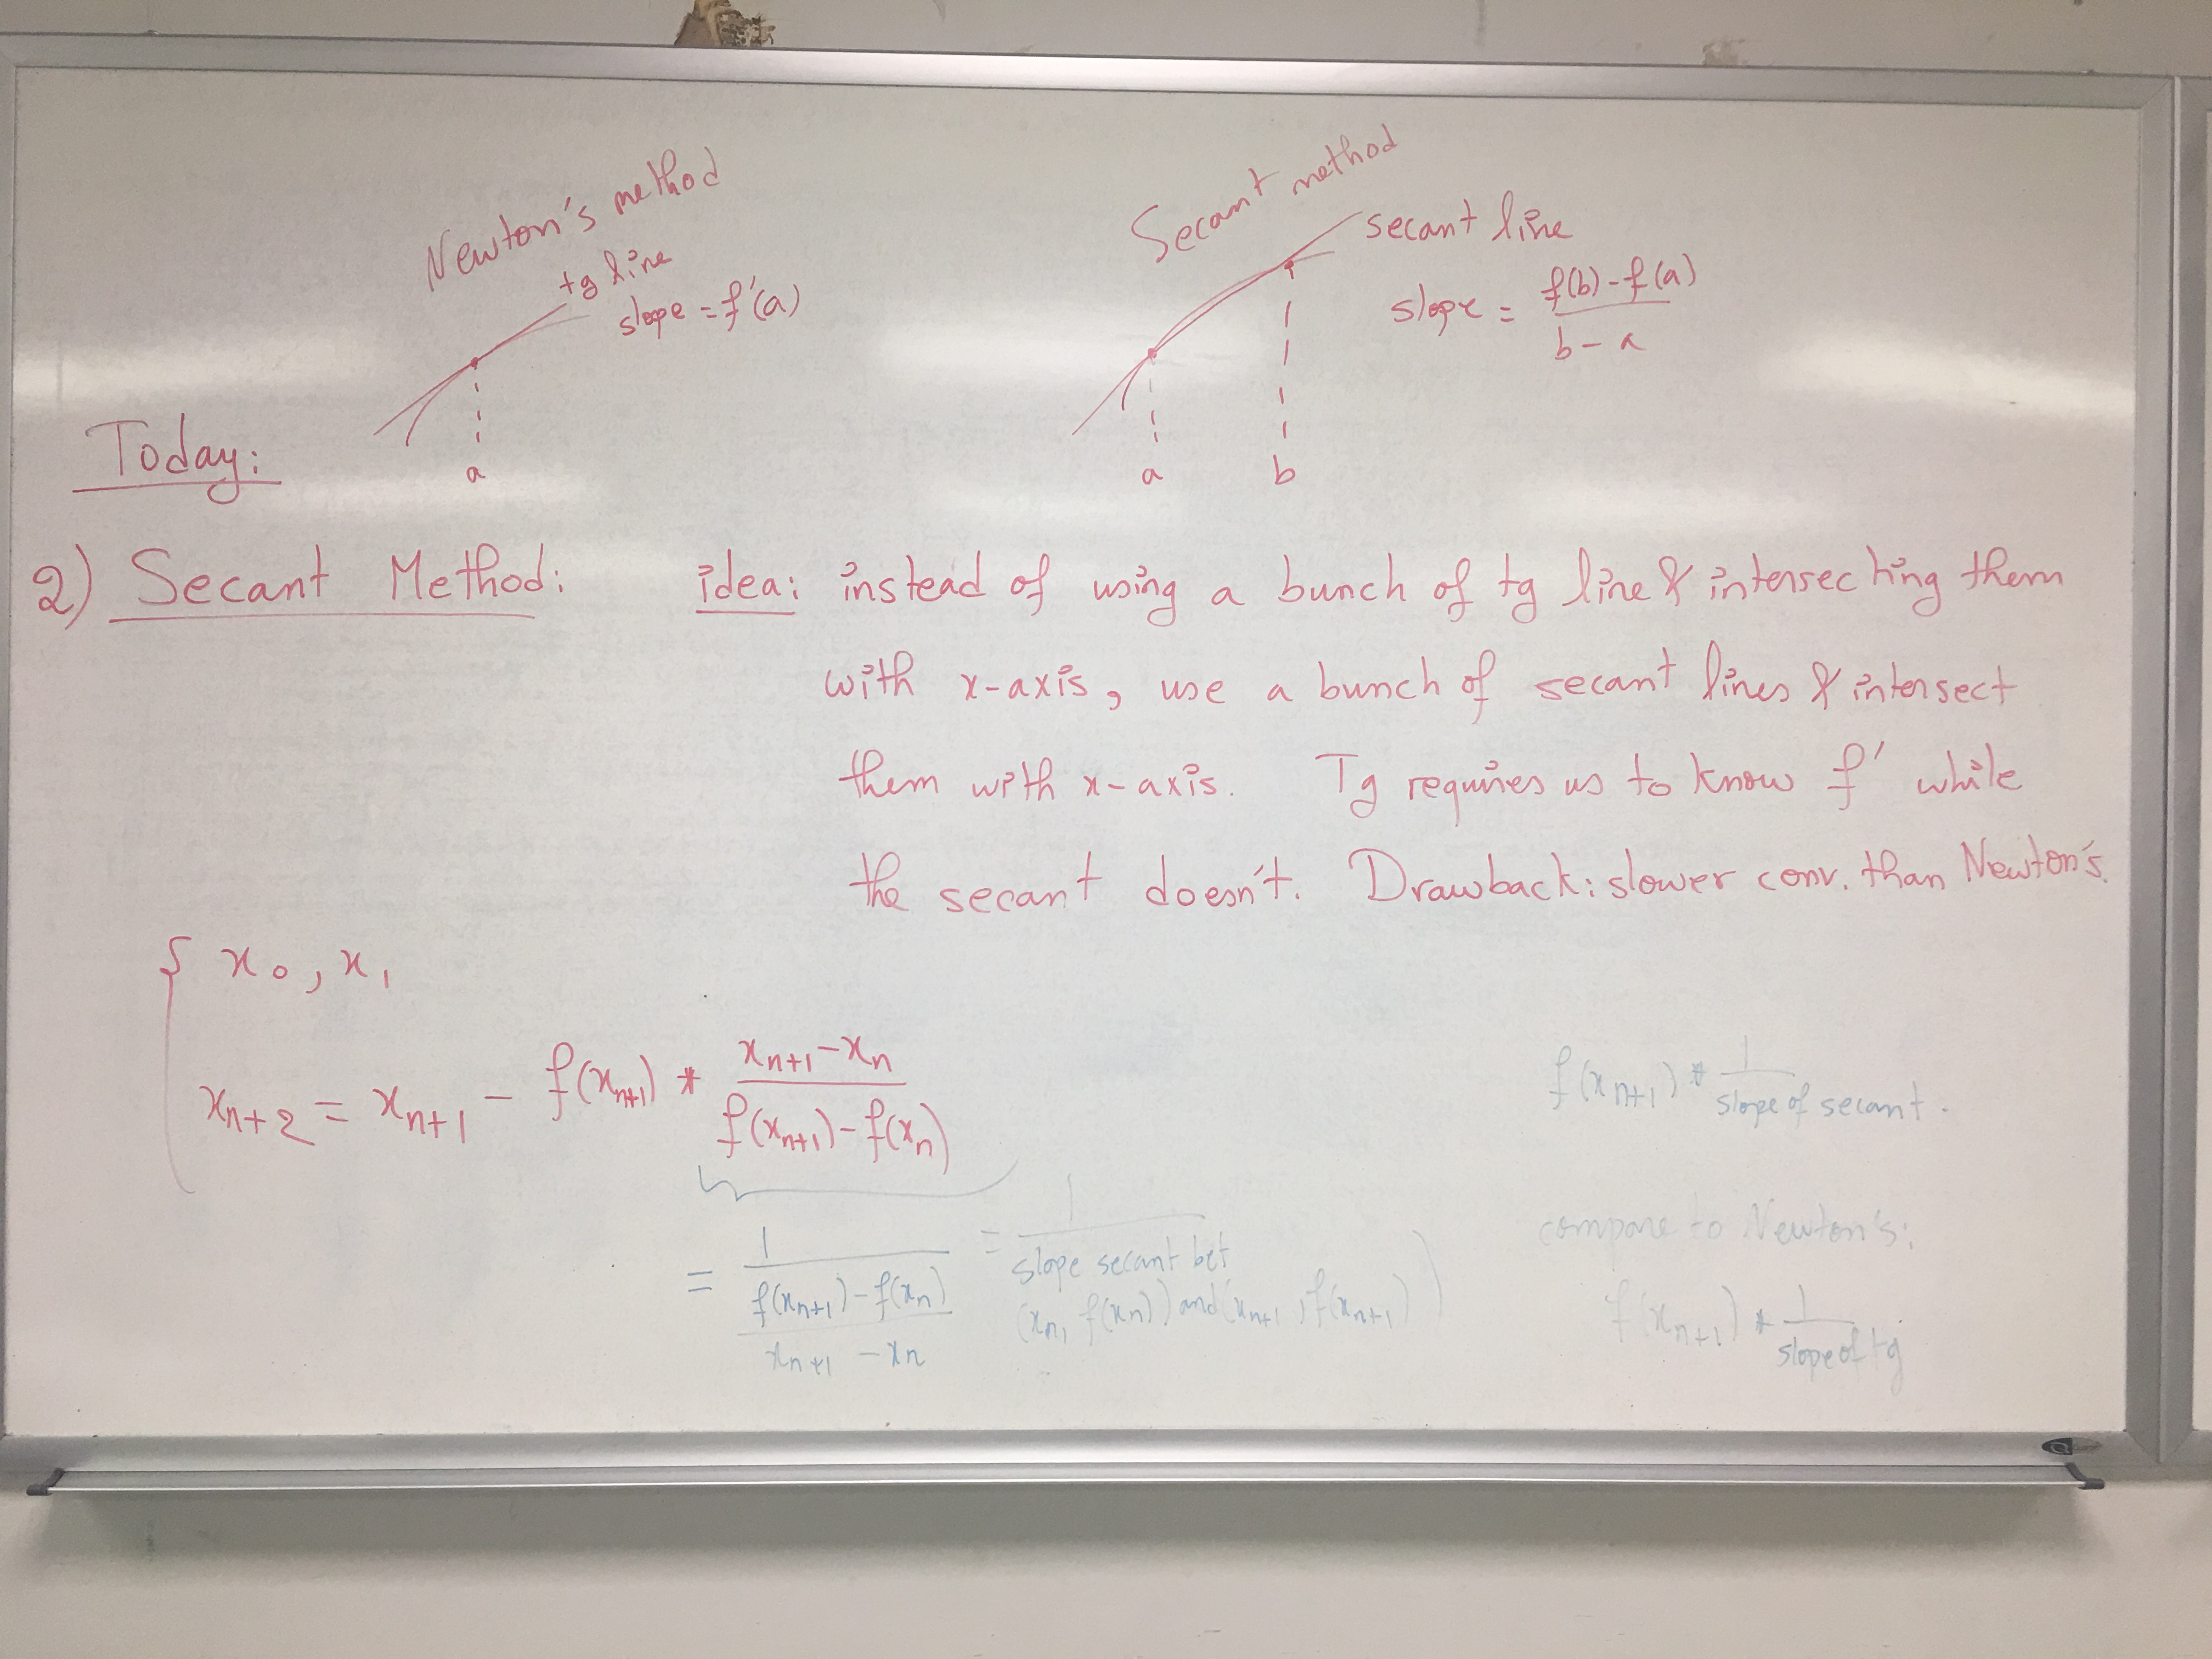 Newton's method
tg line
slope = f'(a)
a
Secant method
secant line
slope = \frac{f(b)-f(a)}{b-a}
a b
Today:
2) Secant Method: idea: instead of using a bunch of tg line & intersecting them
with x-axis, use a bunch of secant lines & intersect
them with x-axis. Tg requires us to know f' while
the secant doesn't. Drawback: slower conv. than Newton's.
{ x_0, x_1
x_{n+2} = x_{n+1} - f(x_{n+1}) * \frac{x_{n+1}-x_n}{f(x_{n+1})-f(x_n)}
= \frac{1}{\frac{f(x_{n+1})-f(x_n)}{x_{n+1}-x_n}} = \frac{1}{slope secant bet (x_n, f(x_n)) and (x_{n+1}, f(x_{n+1}))}
f(x_{n+1}) * \frac{1}{slope of secant.}
compare to Newton's:
f(x_{n+1}) * \frac{1}{slope of tg}